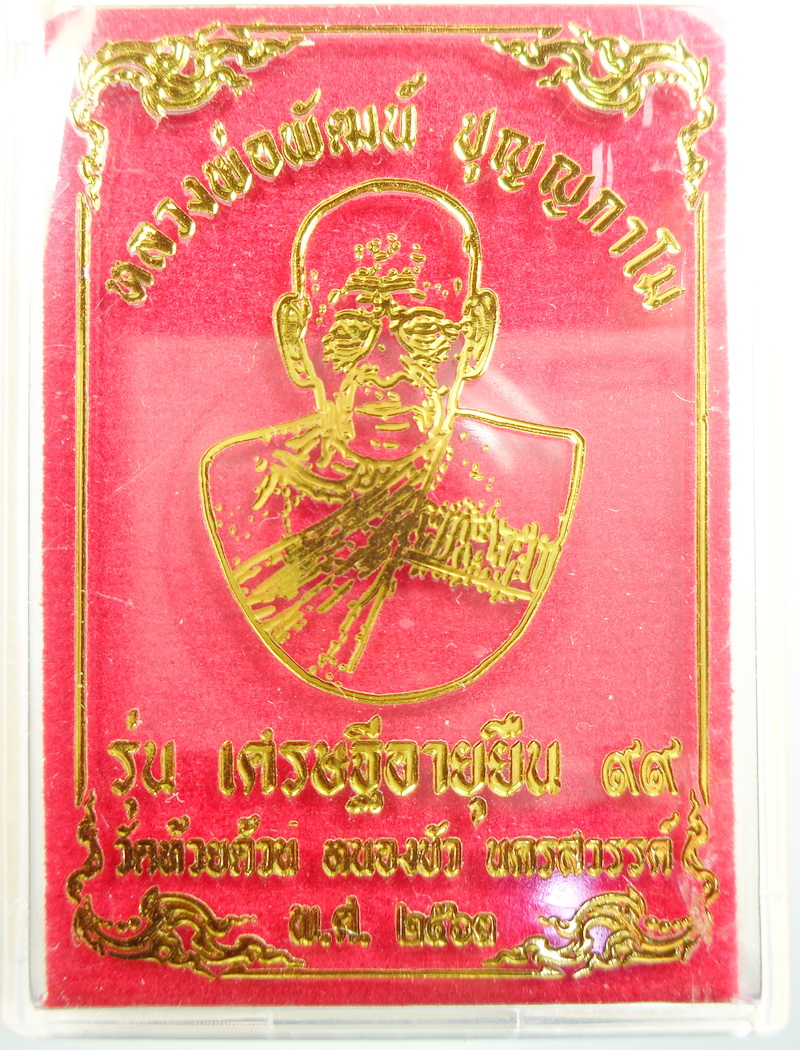 หลวงพ่อพัฒน์ ปุญญกาโม
รุ่น เศรษฐีอายุยืน ๙๙
วัดห้วยด้วน หนองบัว นครสวรรค์
พ.ศ. ๒๕๖๓